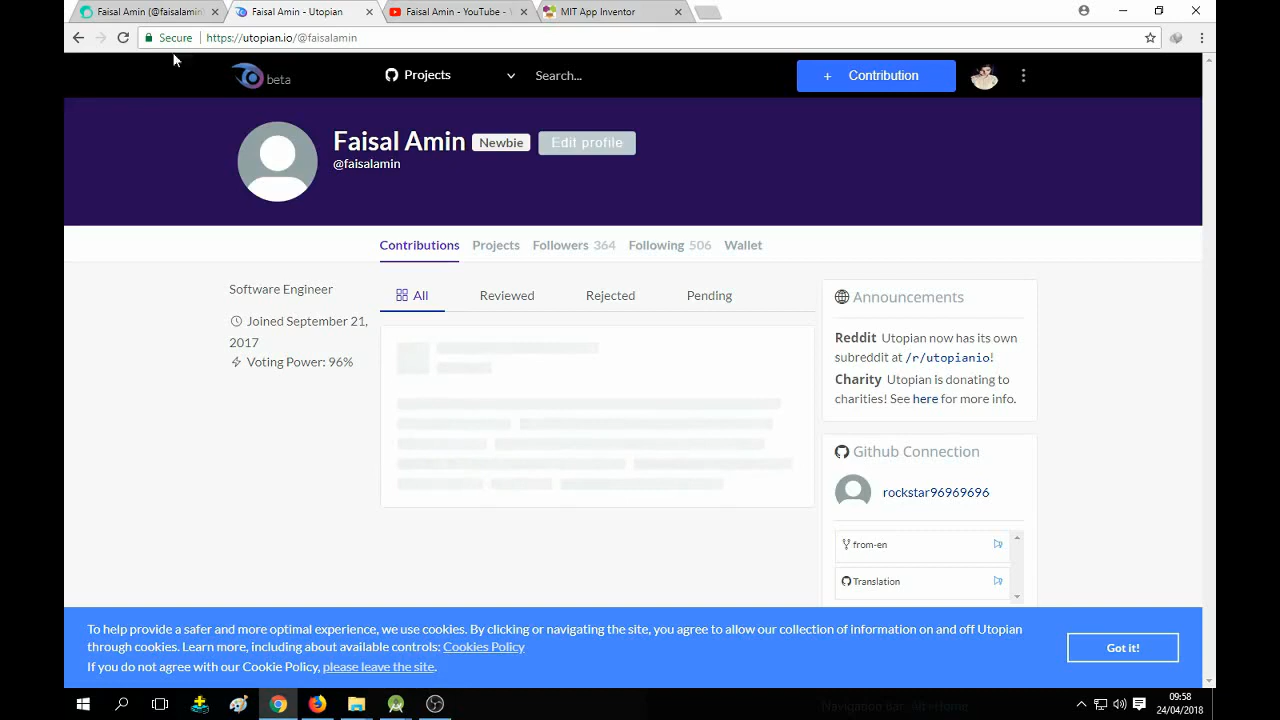 Faisal Amin (@faisalamin
Faisal Amin - Utopian
Faisal Amin - YouTube -
MIT App Inventor
Secure
https://utopian.io/@faisalamin
beta
Projects
Search...
+ Contribution
Faisal Amin Newbie Edit profile
@faisalamin
Contributions Projects Followers 364 Following 506 Wallet
Software Engineer
Joined September 21,
2017
Voting Power: 96%
All Reviewed Rejected Pending
Announcements
Reddit Utopian now has its own
subreddit at /r/utopianio!
Charity Utopian is donating to
charities! See here for more info.
Github Connection
rockstar96969696
from-en
Translation
To help provide a safer and more optimal experience, we use cookies. By clicking or navigating the site, you agree to allow our collection of information on and off Utopian
through cookies. Learn more, including about available controls: Cookies Policy
If you do not agree with our Cookie Policy, please leave the site.
Got it!
Navigation Bar: Alt+Home
09:58
24/04/2018